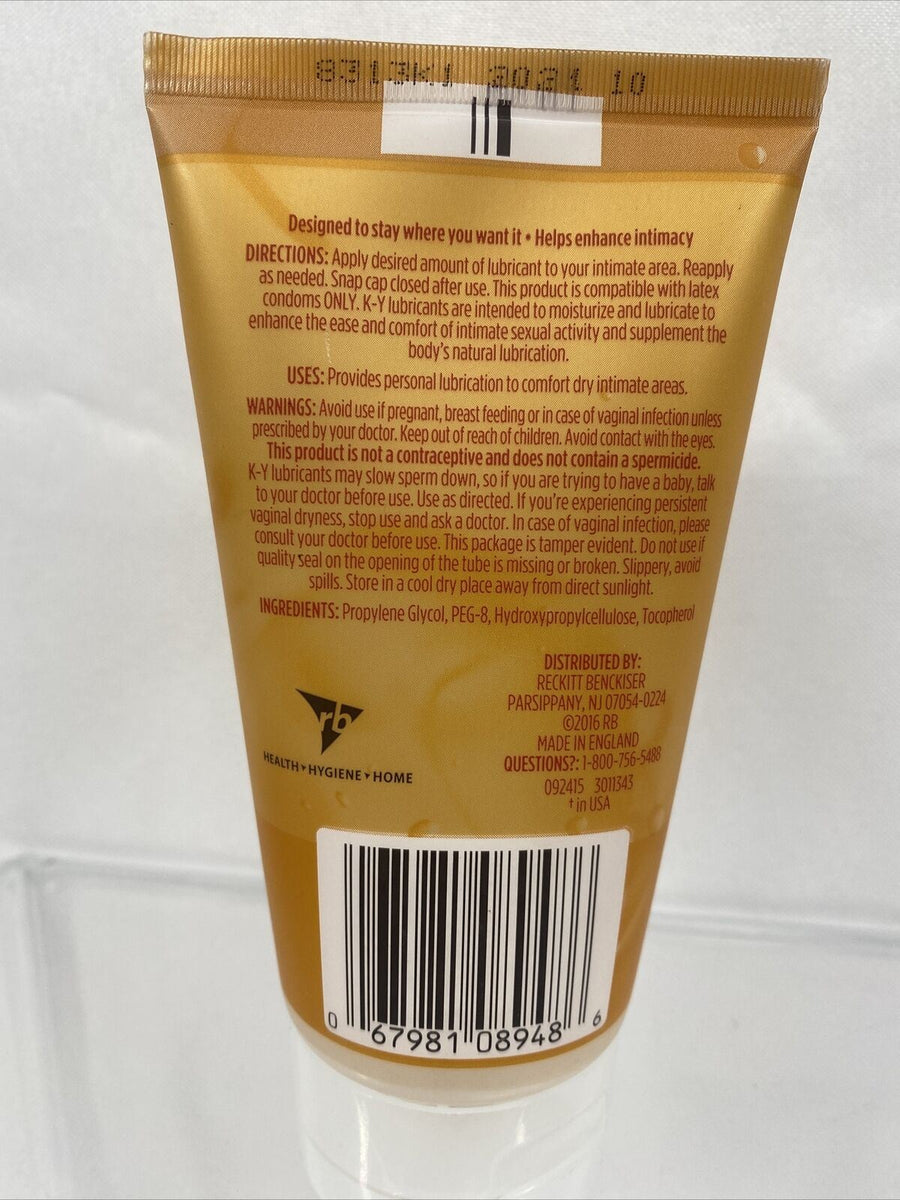 8313K1 2021 10
Designed to stay where you want it • Helps enhance intimacy
DIRECTIONS: Apply desired amount of lubricant to your intimate area. Reapply
as needed. Snap cap closed after use. This product is compatible with latex
condoms ONLY. K-Y lubricants are intended to moisturize and lubricate to
enhance the ease and comfort of intimate sexual activity and supplement the
body's natural lubrication.
USES: Provides personal lubrication to comfort dry intimate areas.
WARNINGS: Avoid use if pregnant, breast feeding or in case of vaginal infection unless
prescribed by your doctor. Keep out of reach of children. Avoid contact with the eyes.
This product is not a contraceptive and does not contain a spermicide.
K-Y lubricants may slow sperm down, so if you are trying to have a baby, talk
to your doctor before use. Use as directed. If you're experiencing persistent
vaginal dryness, stop use and ask a doctor. In case of vaginal infection, please
consult your doctor before use. This package is tamper evident. Do not use if
quality seal on the opening of the tube is missing or broken. Slippery, avoid
spills. Store in a cool dry place away from direct sunlight.
INGREDIENTS: Propylene Glycol, PEG-8, Hydroxypropylcellulose, Tocopherol
DISTRIBUTED BY:
RECKITT BENCKISER
PARSIPPANY, NJ 07054-0224
©2016 RB
MADE IN ENGLAND
QUESTIONS?: 1-800-756-5488
092415 3011343
† in USA
rb
HEALTH ▾ HYGIENE ▾ HOME
0 67981 08948 6